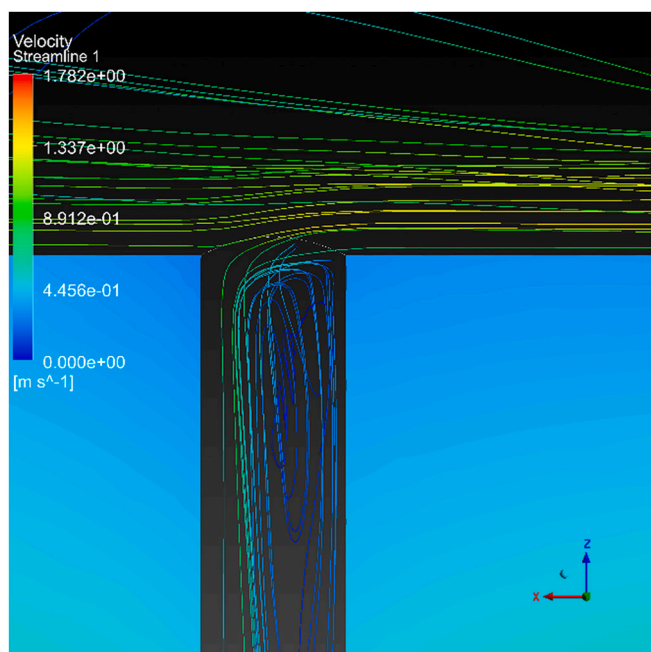 Velocity
Streamline 1
1.782e+00
1.337e+00
8.912e-01
4.456e-01
0.000e+00
[m s^-1]
Z
X